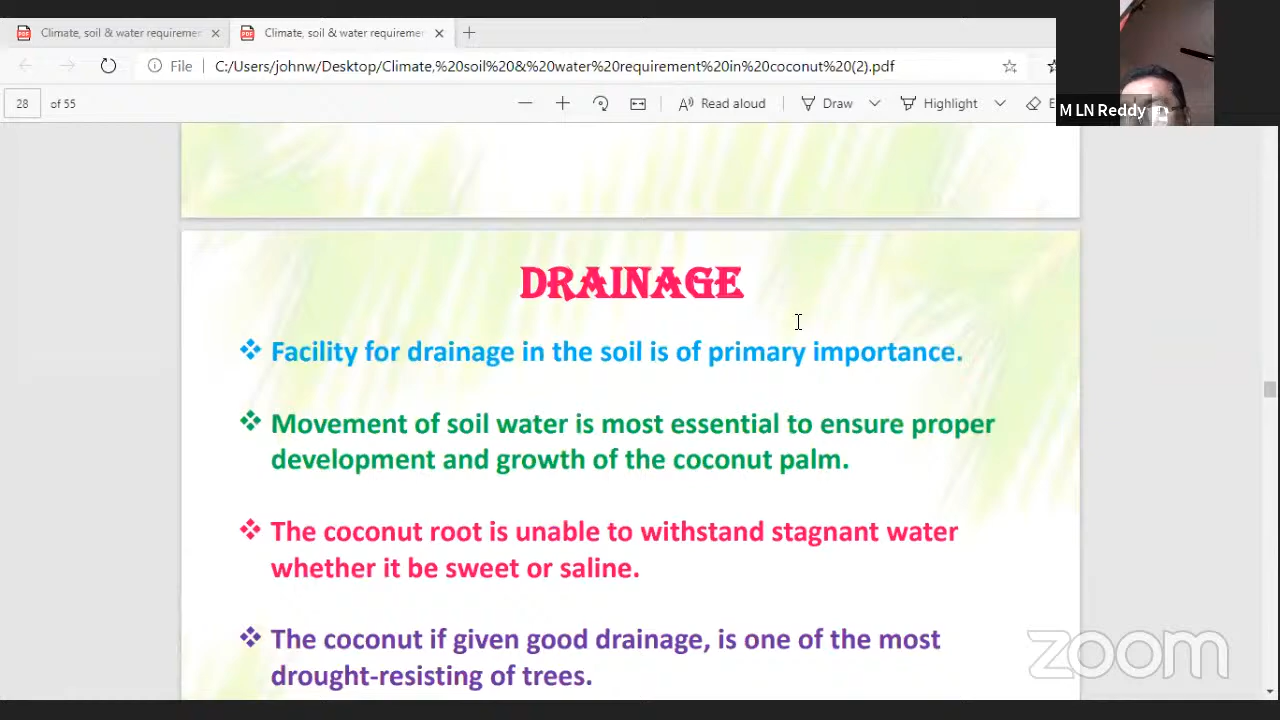 Climate, soil & water requiremen
Climate, soil & water requiremen
File
C:/Users/johnw/Desktop/Climate,%20soil%20&%20water%20requirement%20in%20coconut%20(2).pdf
28 of 55
Read aloud
Draw
Highlight
E
M LN Reddy
DRAINAGE
Facility for drainage in the soil is of primary importance.
Movement of soil water is most essential to ensure proper
development and growth of the coconut palm.
The coconut root is unable to withstand stagnant water
whether it be sweet or saline.
The coconut if given good drainage, is one of the most
drought-resisting of trees.
zoom